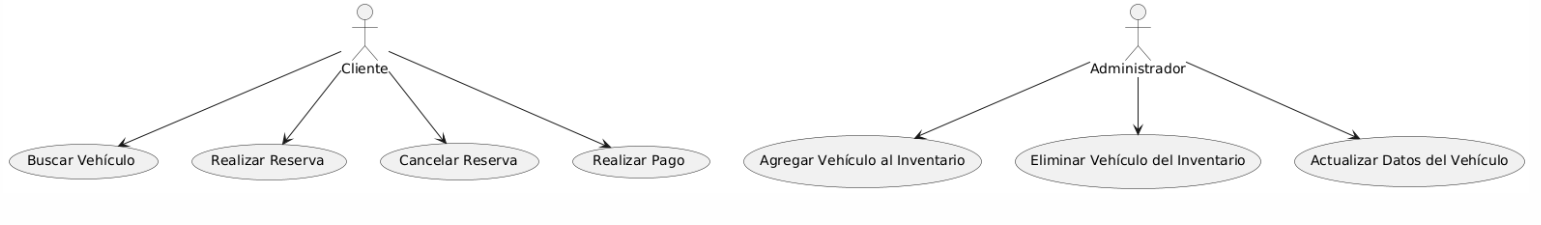 Cliente
Administrador
Buscar Vehículo
Realizar Reserva
Cancelar Reserva
Realizar Pago
Agregar Vehículo al Inventario
Eliminar Vehículo del Inventario
Actualizar Datos del Vehículo